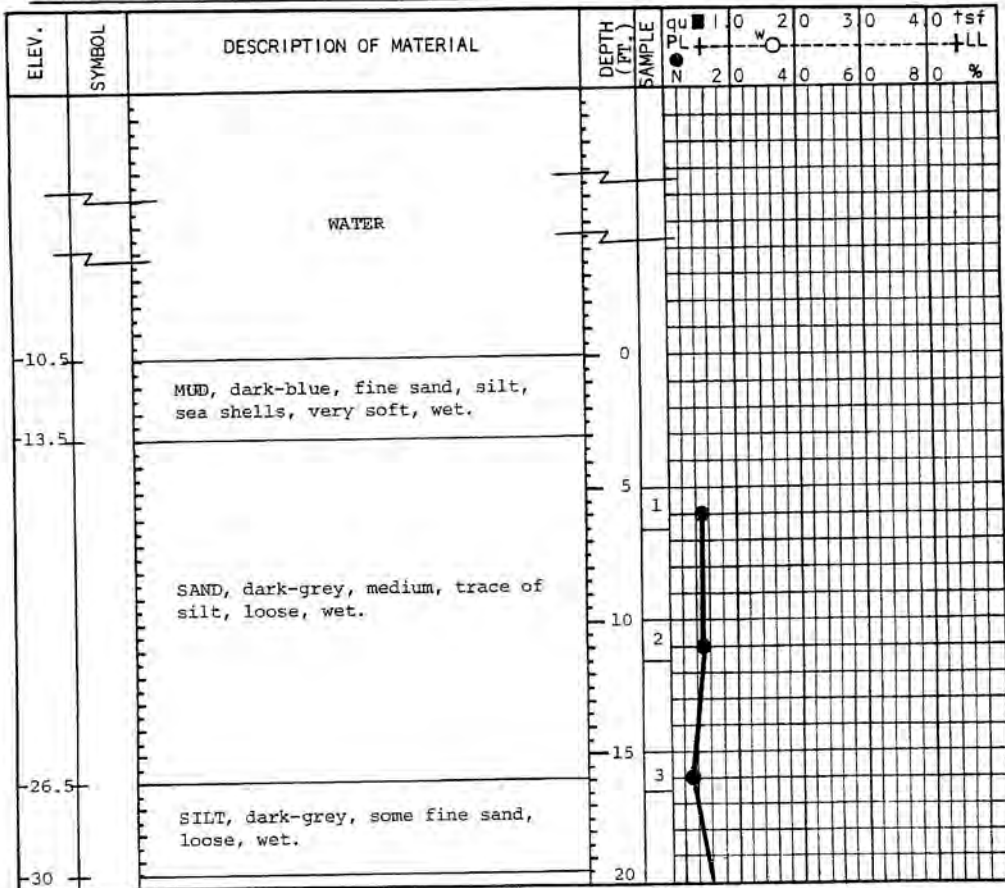 ELEV.
SYMBOL
DESCRIPTION OF MATERIAL
DEPTH (FT.)
SAMPLE
qu 1.0 2.0 3.0 4.0 tsf
PL W LL
N 20 40 60 80 %
WATER
-10.5
0
MUD, dark-blue, fine sand, silt,
sea shells, very soft, wet.
-13.5
5
1
SAND, dark-grey, medium, trace of
silt, loose, wet.
10
2
15
3
-26.5
SILT, dark-grey, some fine sand,
loose, wet.
-30
20